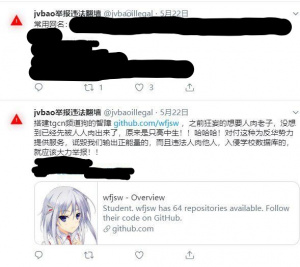 jvbao举报违法翻墙 @jvbaoillegal · 5月22日
常用网名：
jvbao举报违法翻墙 @jvbaoillegal · 5月22日
搭建tgcn频道狗的智障 github.com/wfjsw ，之前狂妄的想要人肉老子，没想
到已经先被人人肉出来了，原来是只高中生！！哈哈哈！对付这种为反华势力
提供服务，诋毁我们输出正能量的，而且违法人肉他人，入侵学校数据库的，
就应该大力举报！！
wfjsw - Overview
Student. wfjsw has 64 repositories available. Follow
their code on GitHub.
github.com